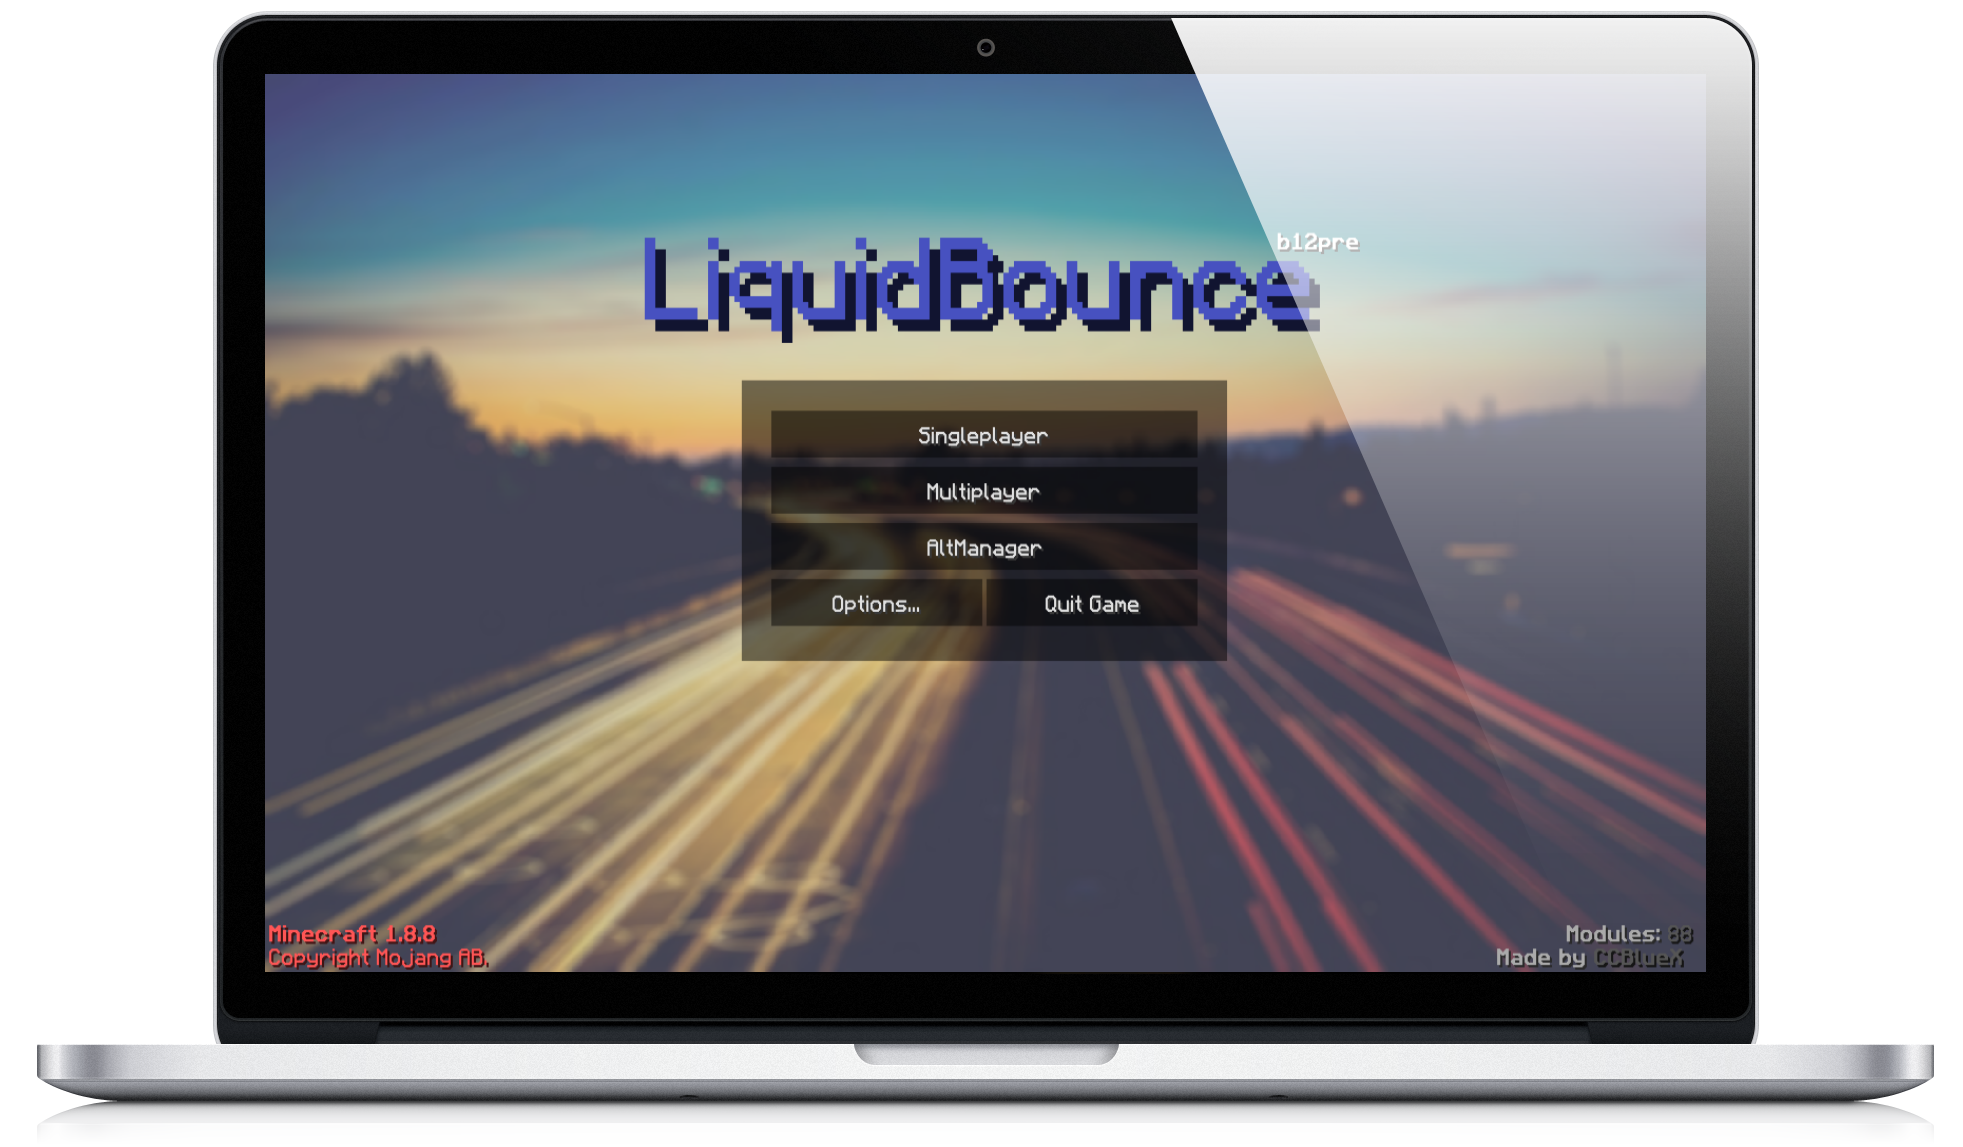 b12pre
LiquidBounce
Singleplayer
Multiplayer
AltManager
Options...
Quit Game
Minecraft 1.8.8
Copyright Mojang AB.
Modules: 88
Made by CCBlueX